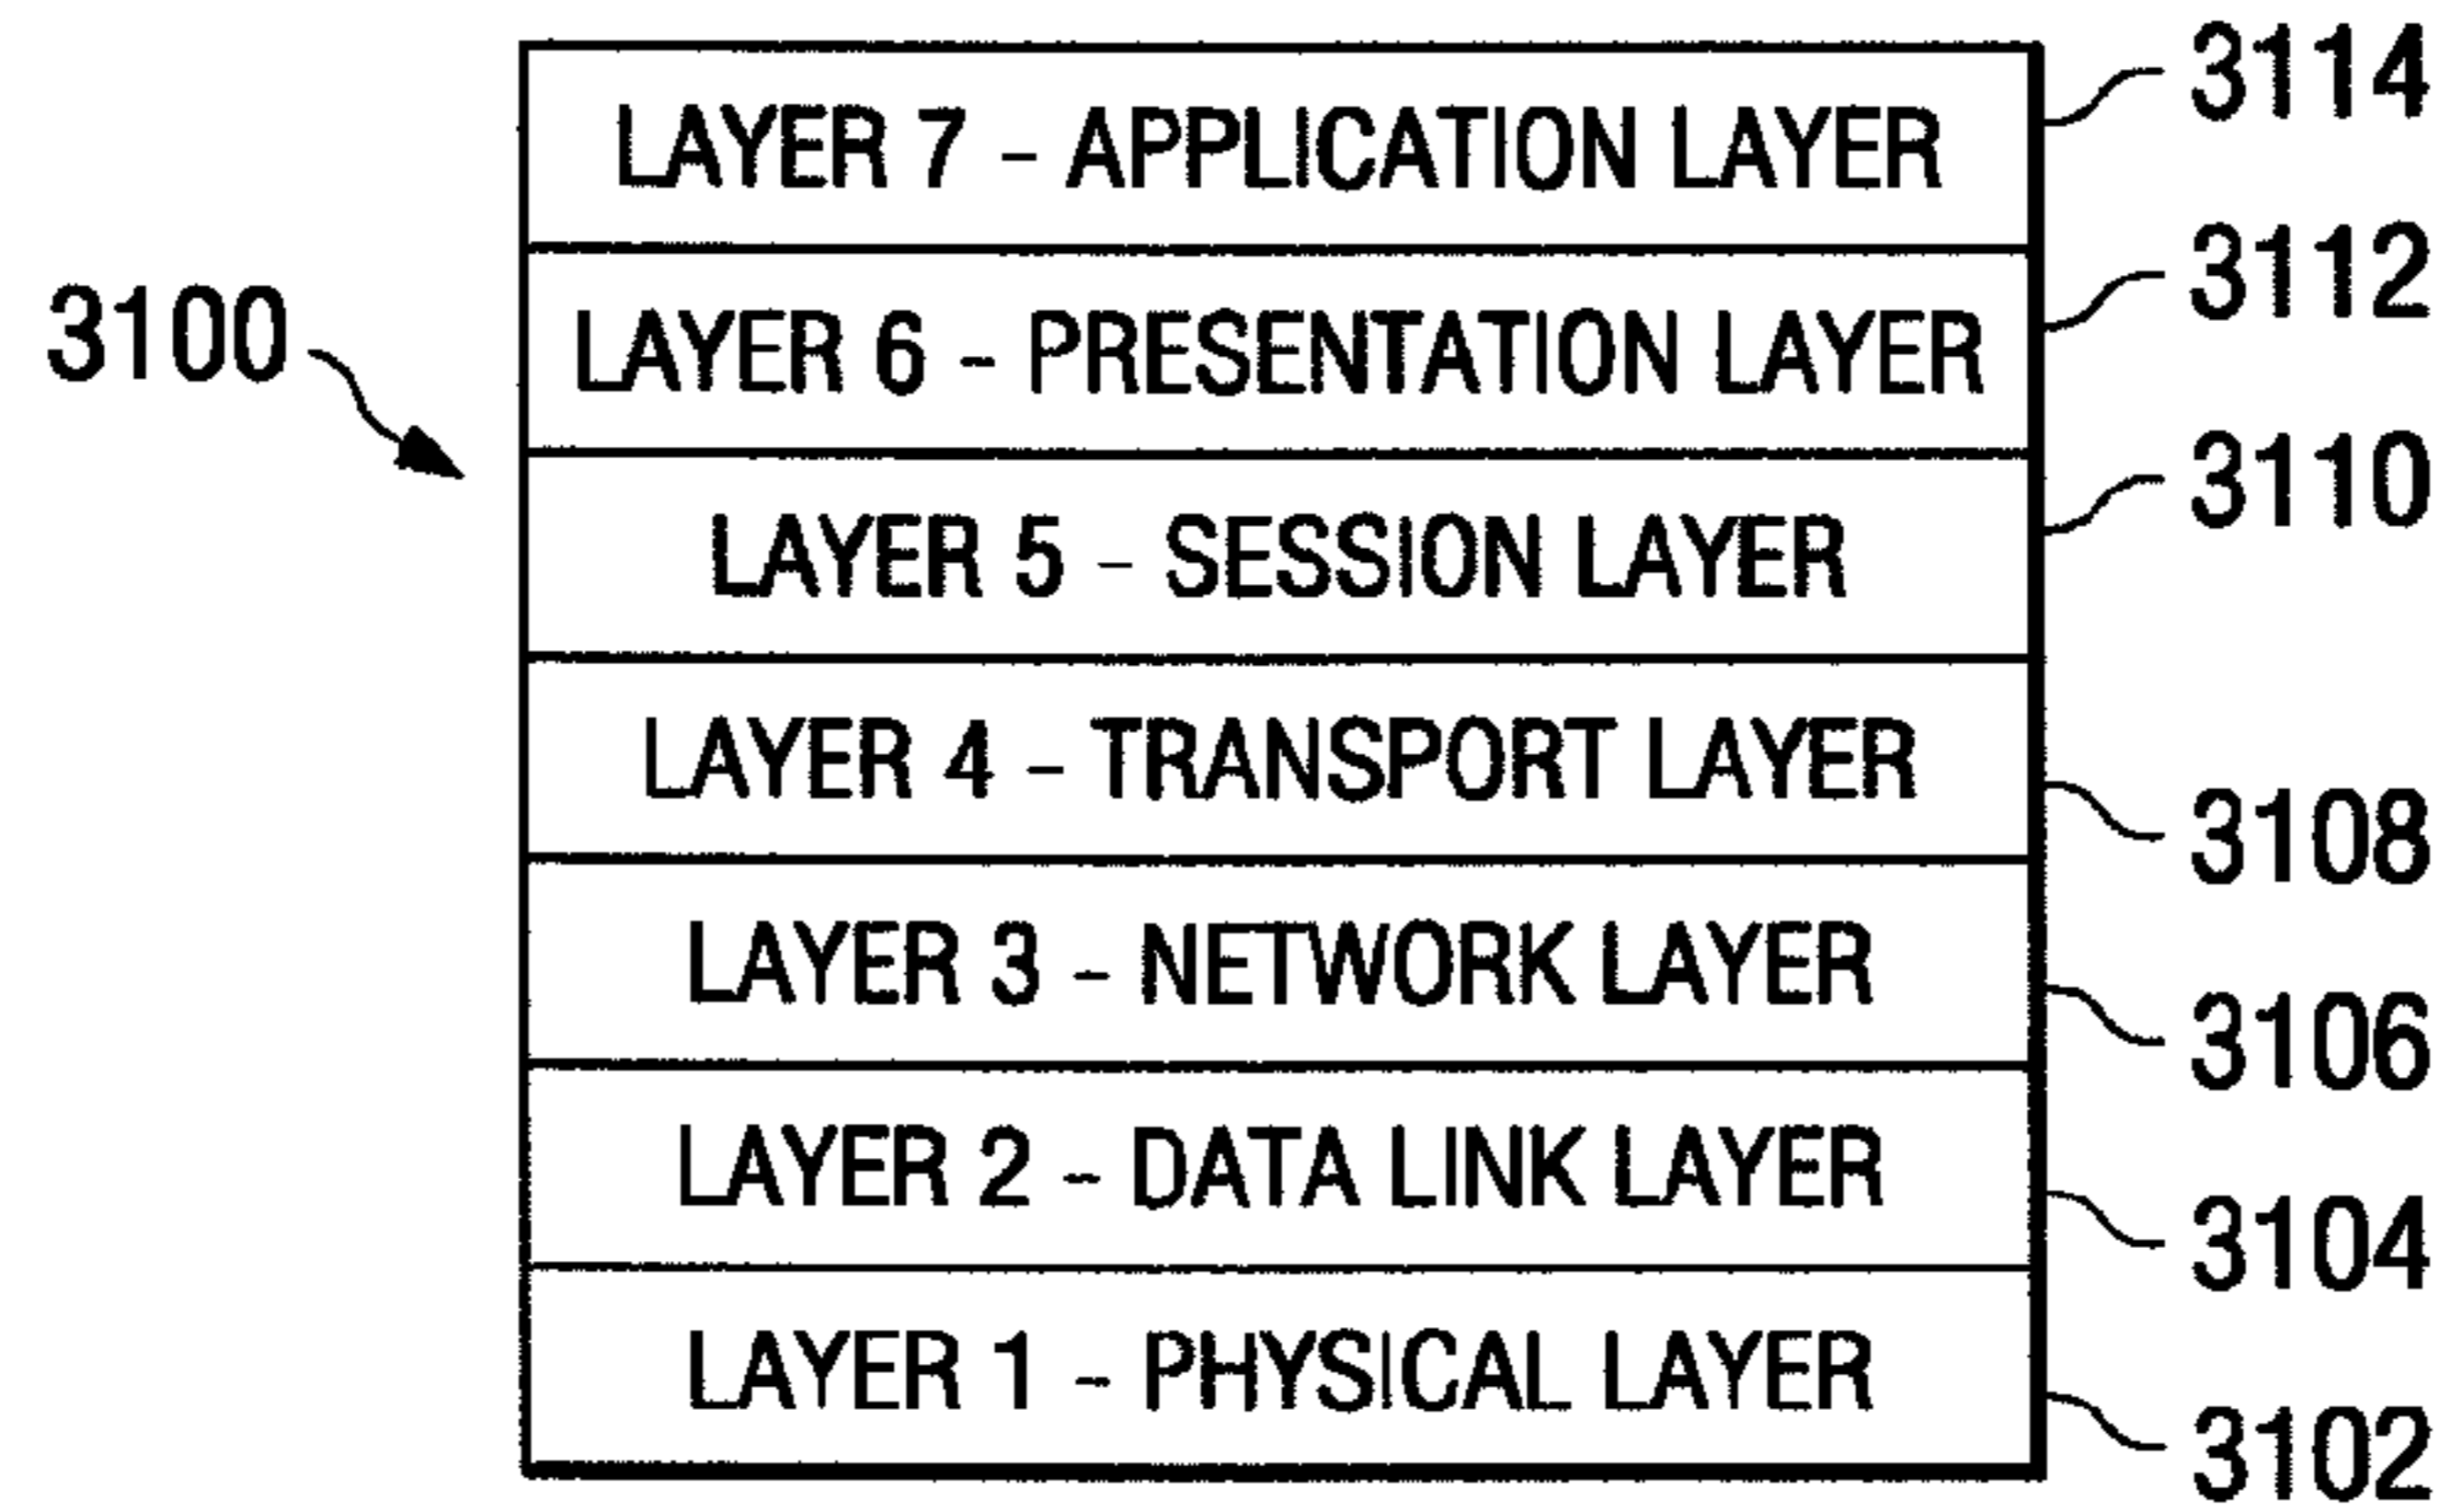 3114
LAYER 7 - APPLICATION LAYER
3112
3100
LAYER 6 - PRESENTATION LAYER
3110
LAYER 5 - SESSION LAYER
LAYER 4 - TRANSPORT LAYER
3108
LAYER 3 - NETWORK LAYER
3106
LAYER 2 - DATA LINK LAYER
3104
LAYER 1 - PHYSICAL LAYER
3102